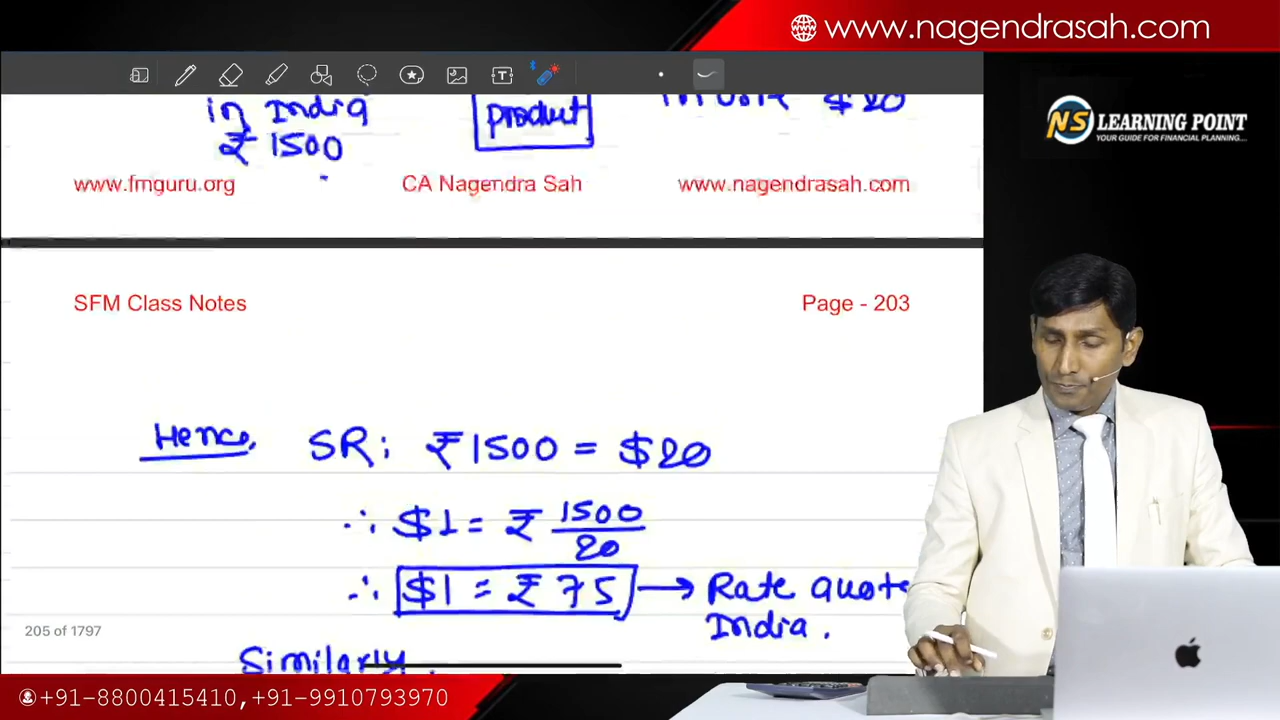 www.nagendrasah.com
NS LEARNING POINT
YOUR GUIDE FOR FINANCIAL PLANNING....
in India
₹ 1500
product
$20
www.fmguru.org CA Nagendra Sah www.nagendrasah.com
SFM Class Notes Page - 203
Hence, SR: ₹1500 = $20
∴ $1 = ₹ 1500/20
∴ $1 = ₹ 75 → Rate quote
India.
205 of 1797
Similarly,
+91-8800415410,+91-9910793970